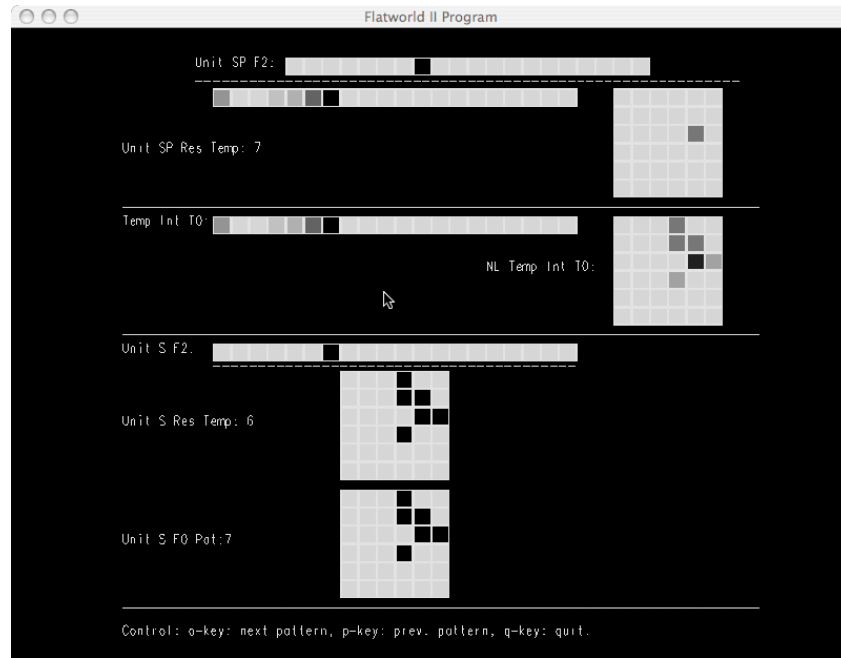 Flatworld II Program
Unit SP F2:
Unit SP Res Temp: 7
Temp Int T0:
NL Temp Int T0:
Unit S F2.
Unit S Res Temp: 6
Unit S F0 Pat:7
Control: o-key: next pattern, p-key: prev. pattern, q-key: quit.